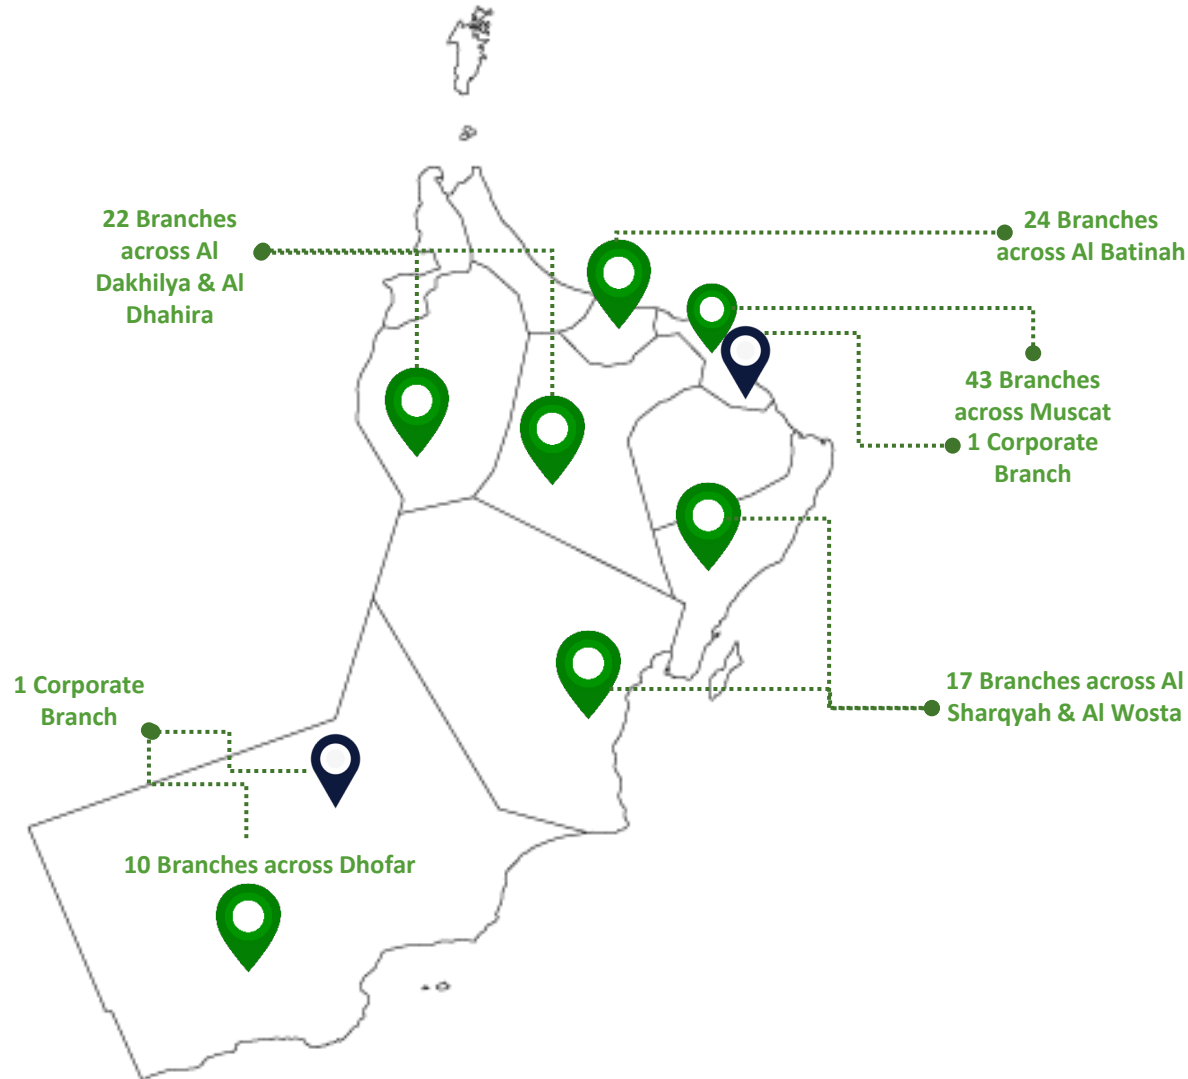 22 Branches
across Al
Dakhilya & Al
Dhahira
24 Branches
across Al Batinah
43 Branches
across Muscat
1 Corporate
Branch
17 Branches across Al
Sharqyah & Al Wosta
1 Corporate
Branch
10 Branches across Dhofar